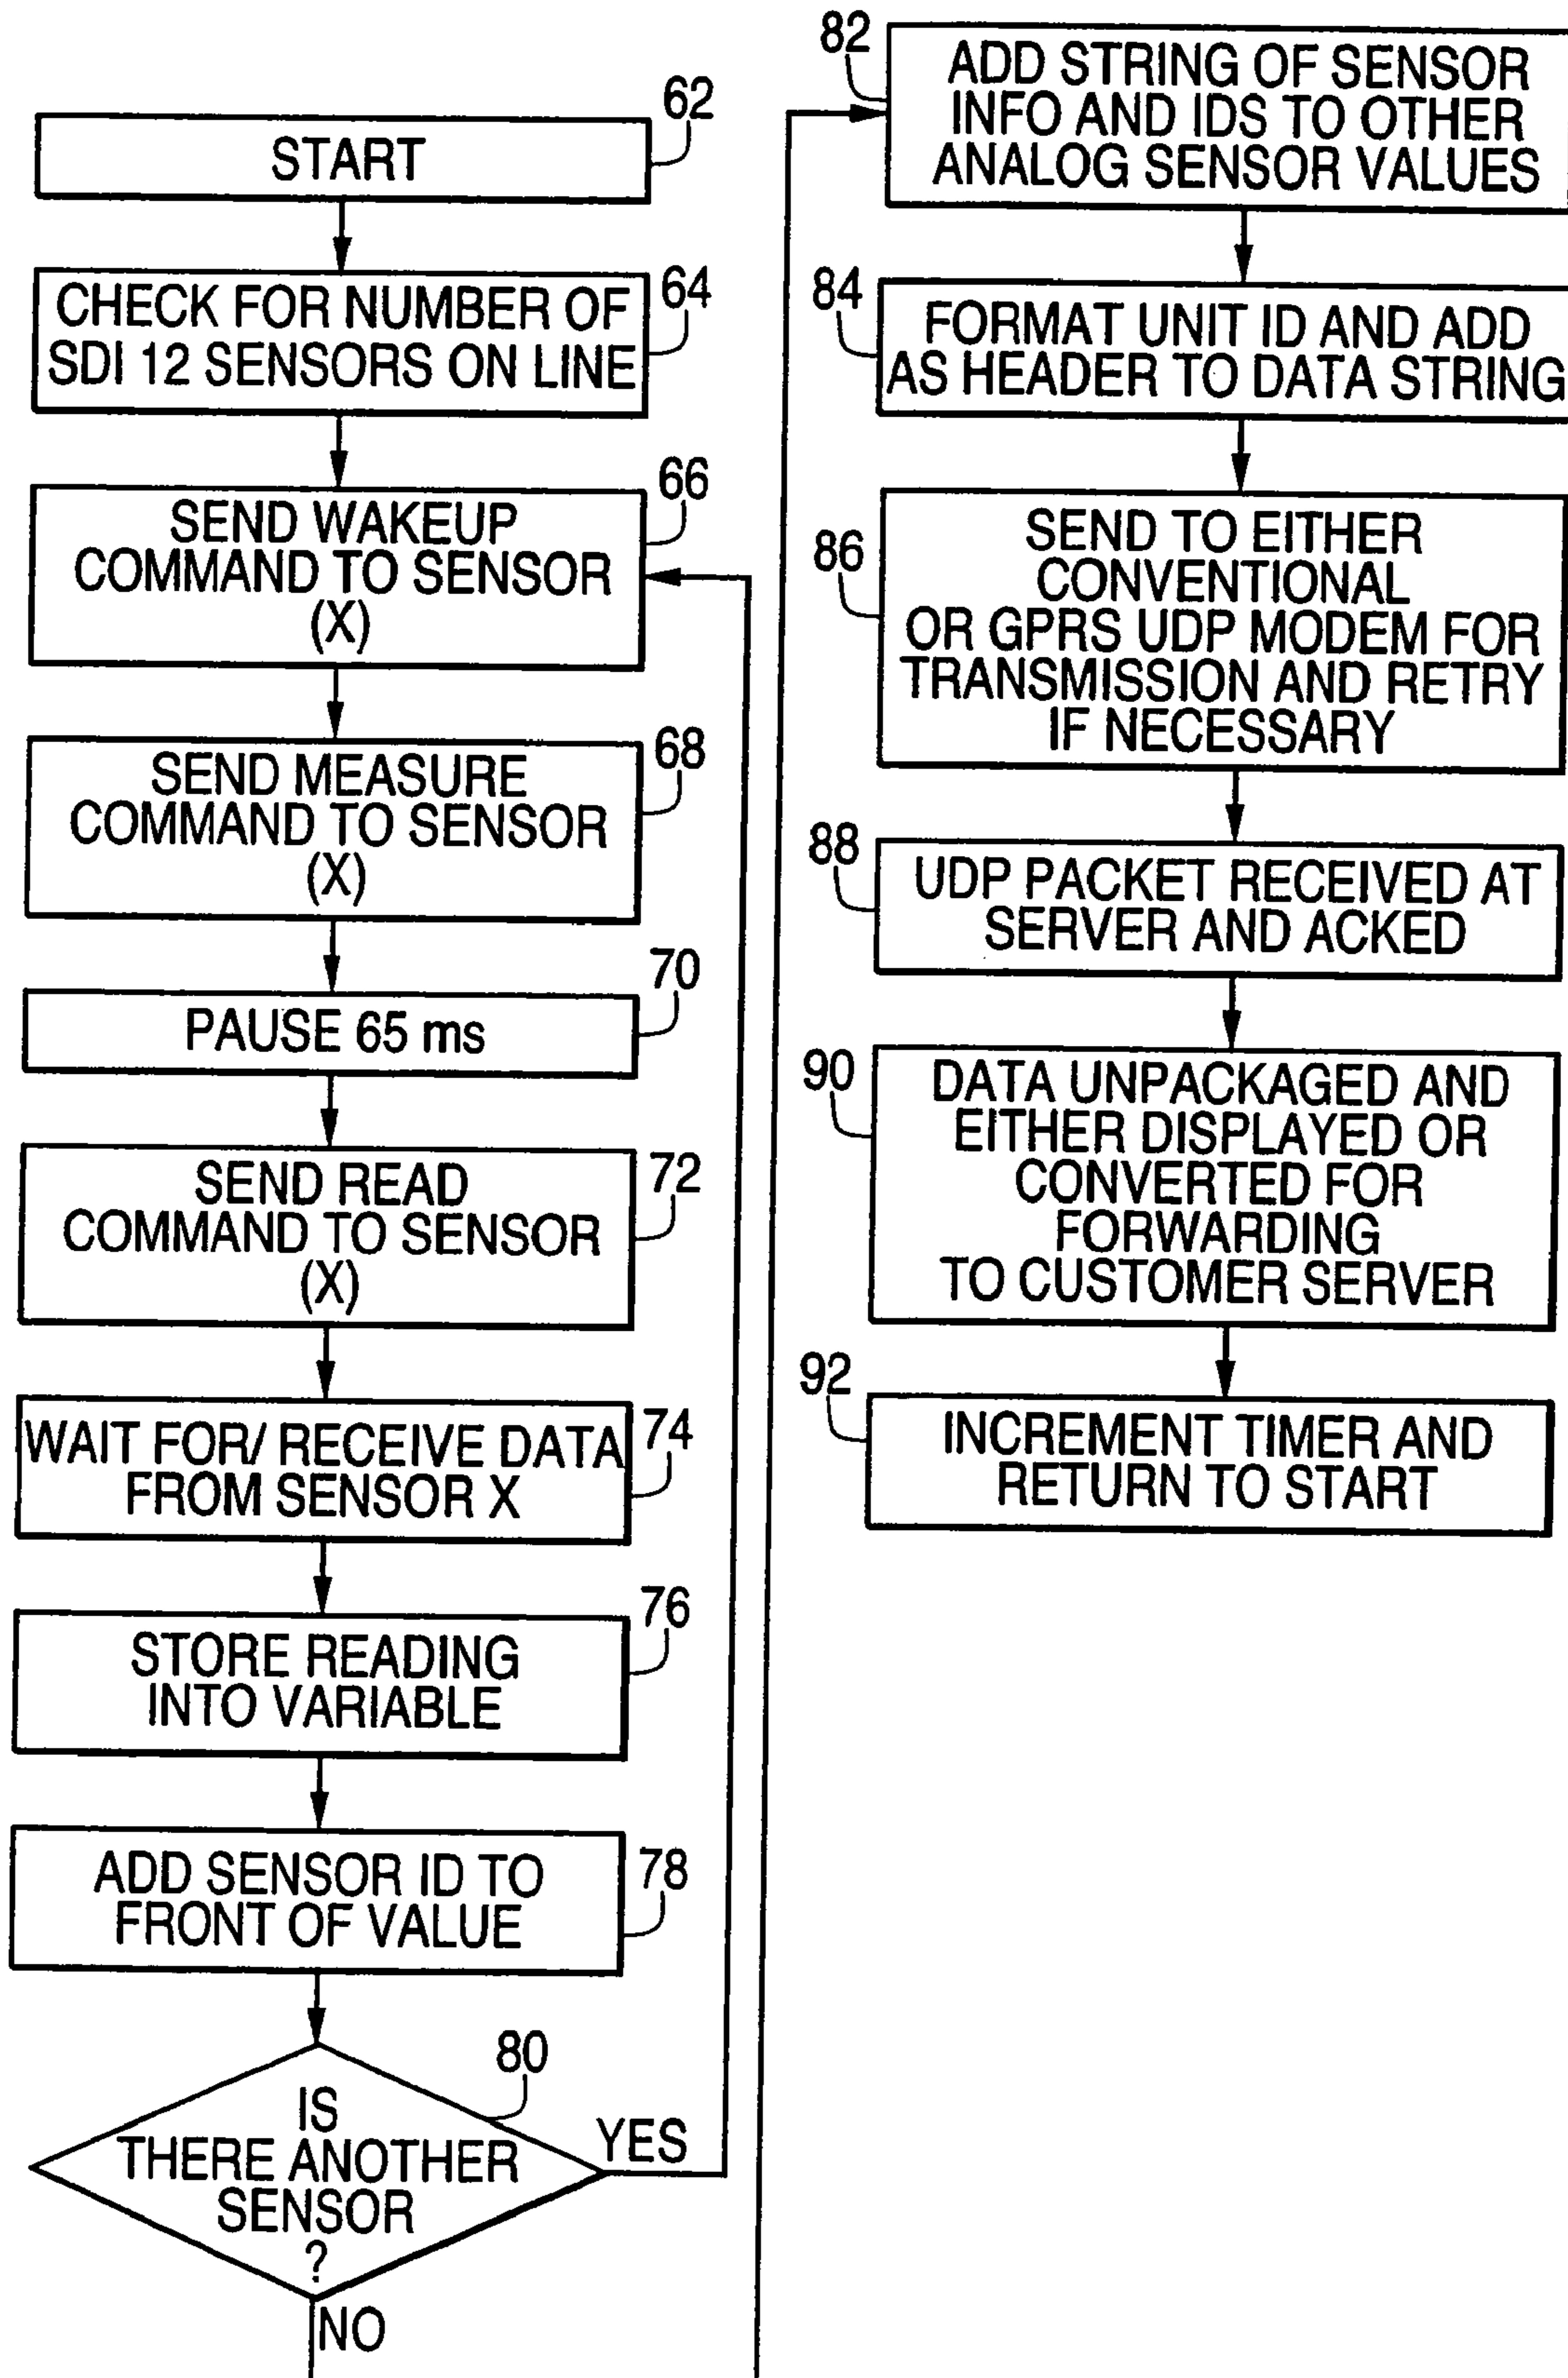 62
START
64
CHECK FOR NUMBER OF
SDI 12 SENSORS ON LINE
66
SEND WAKEUP
COMMAND TO SENSOR
(X)
68
SEND MEASURE
COMMAND TO SENSOR
(X)
70
PAUSE 65 ms
72
SEND READ
COMMAND TO SENSOR
(X)
74
WAIT FOR/ RECEIVE DATA
FROM SENSOR X
76
STORE READING
INTO VARIABLE
78
ADD SENSOR ID TO
FRONT OF VALUE
80
IS
THERE ANOTHER
SENSOR
?
YES
NO
82
ADD STRING OF SENSOR
INFO AND IDS TO OTHER
ANALOG SENSOR VALUES
84
FORMAT UNIT ID AND ADD
AS HEADER TO DATA STRING
86
SEND TO EITHER
CONVENTIONAL
OR GPRS UDP MODEM FOR
TRANSMISSION AND RETRY
IF NECESSARY
88
UDP PACKET RECEIVED AT
SERVER AND ACKED
90
DATA UNPACKAGED AND
EITHER DISPLAYED OR
CONVERTED FOR
FORWARDING
TO CUSTOMER SERVER
92
INCREMENT TIMER AND
RETURN TO START